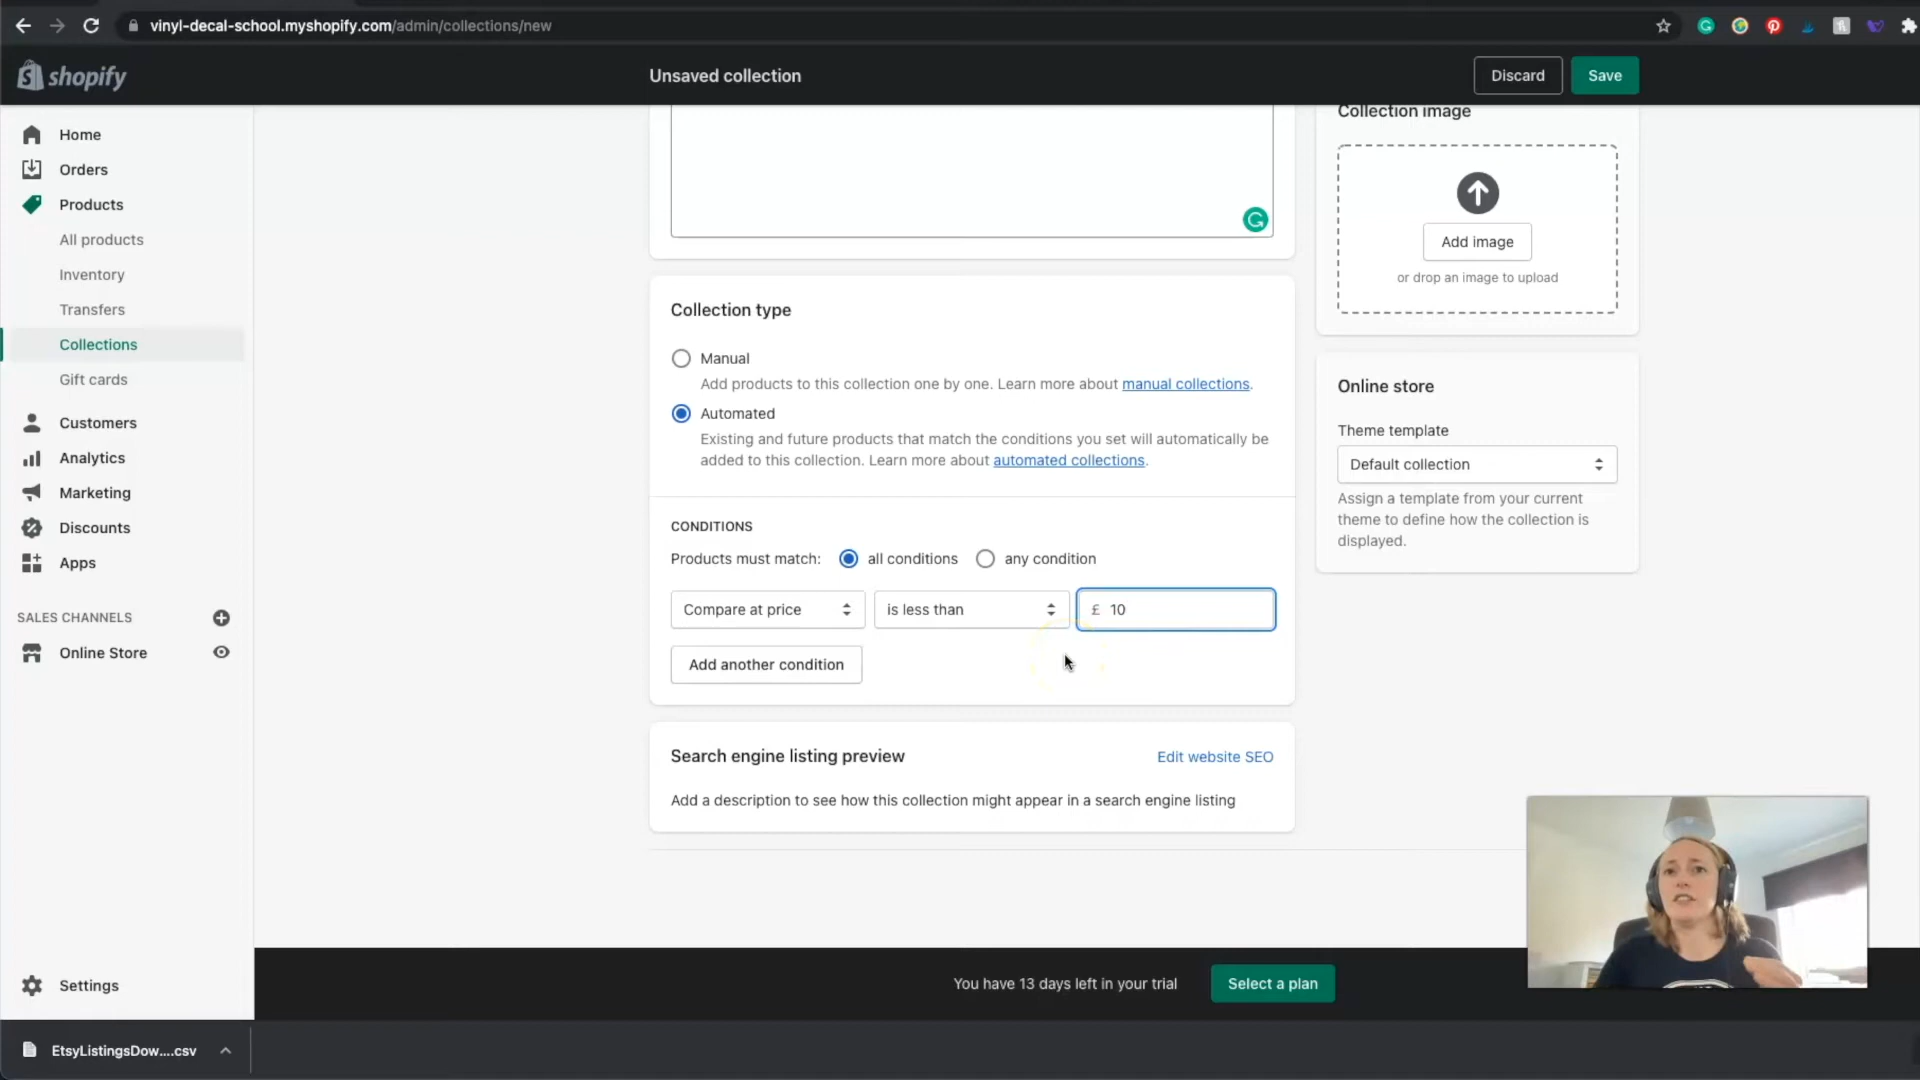 vinyl-decal-school.myshopify.com/admin/collections/new
shopify
Unsaved collection
Discard
Save
Home
Orders
Products
All products
Inventory
Transfers
Collections
Gift cards
Customers
Analytics
Marketing
Discounts
Apps
SALES CHANNELS
Online Store
Settings
Collection type
Manual
Add products to this collection one by one. Learn more about manual collections.
Automated
Existing and future products that match the conditions you set will automatically be
added to this collection. Learn more about automated collections.
CONDITIONS
Products must match: all conditions any condition
Compare at price is less than £ 10
Add another condition
Search engine listing preview
Edit website SEO
Add a description to see how this collection might appear in a search engine listing
Collection image
Add image
or drop an image to upload
Online store
Theme template
Default collection
Assign a template from your current
theme to define how the collection is
displayed.
You have 13 days left in your trial
Select a plan
EtsyListingsDow....csv